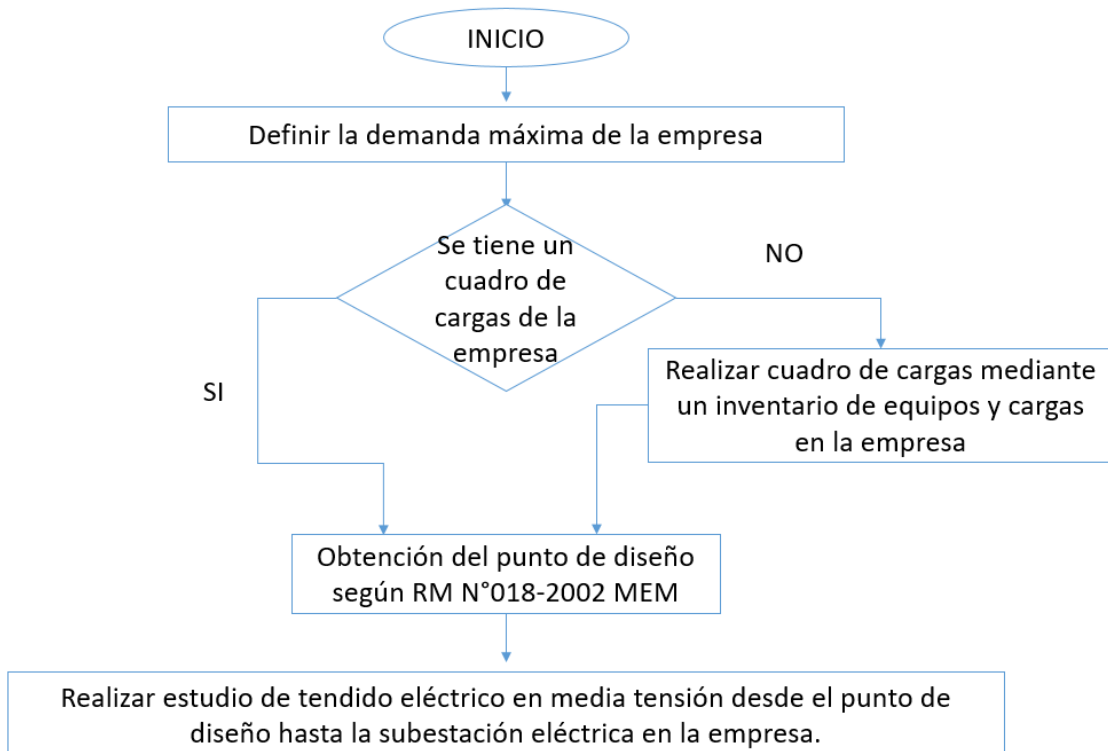 INICIO
Definir la demanda máxima de la empresa
Se tiene un
cuadro de
cargas de la
empresa
NO
SI
Realizar cuadro de cargas mediante
un inventario de equipos y cargas
en la empresa
Obtención del punto de diseño
según RM N°018-2002 MEM
Realizar estudio de tendido eléctrico en media tensión desde el punto de
diseño hasta la subestación eléctrica en la empresa.